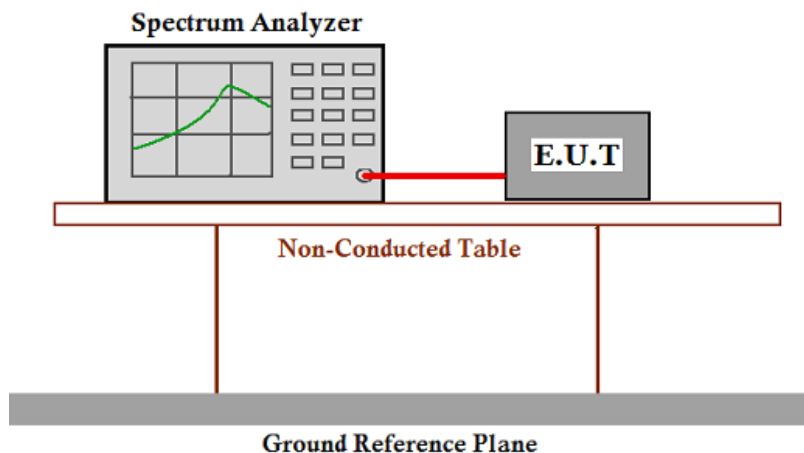 Spectrum Analyzer
E.U.T
Non-Conducted Table
Ground Reference Plane